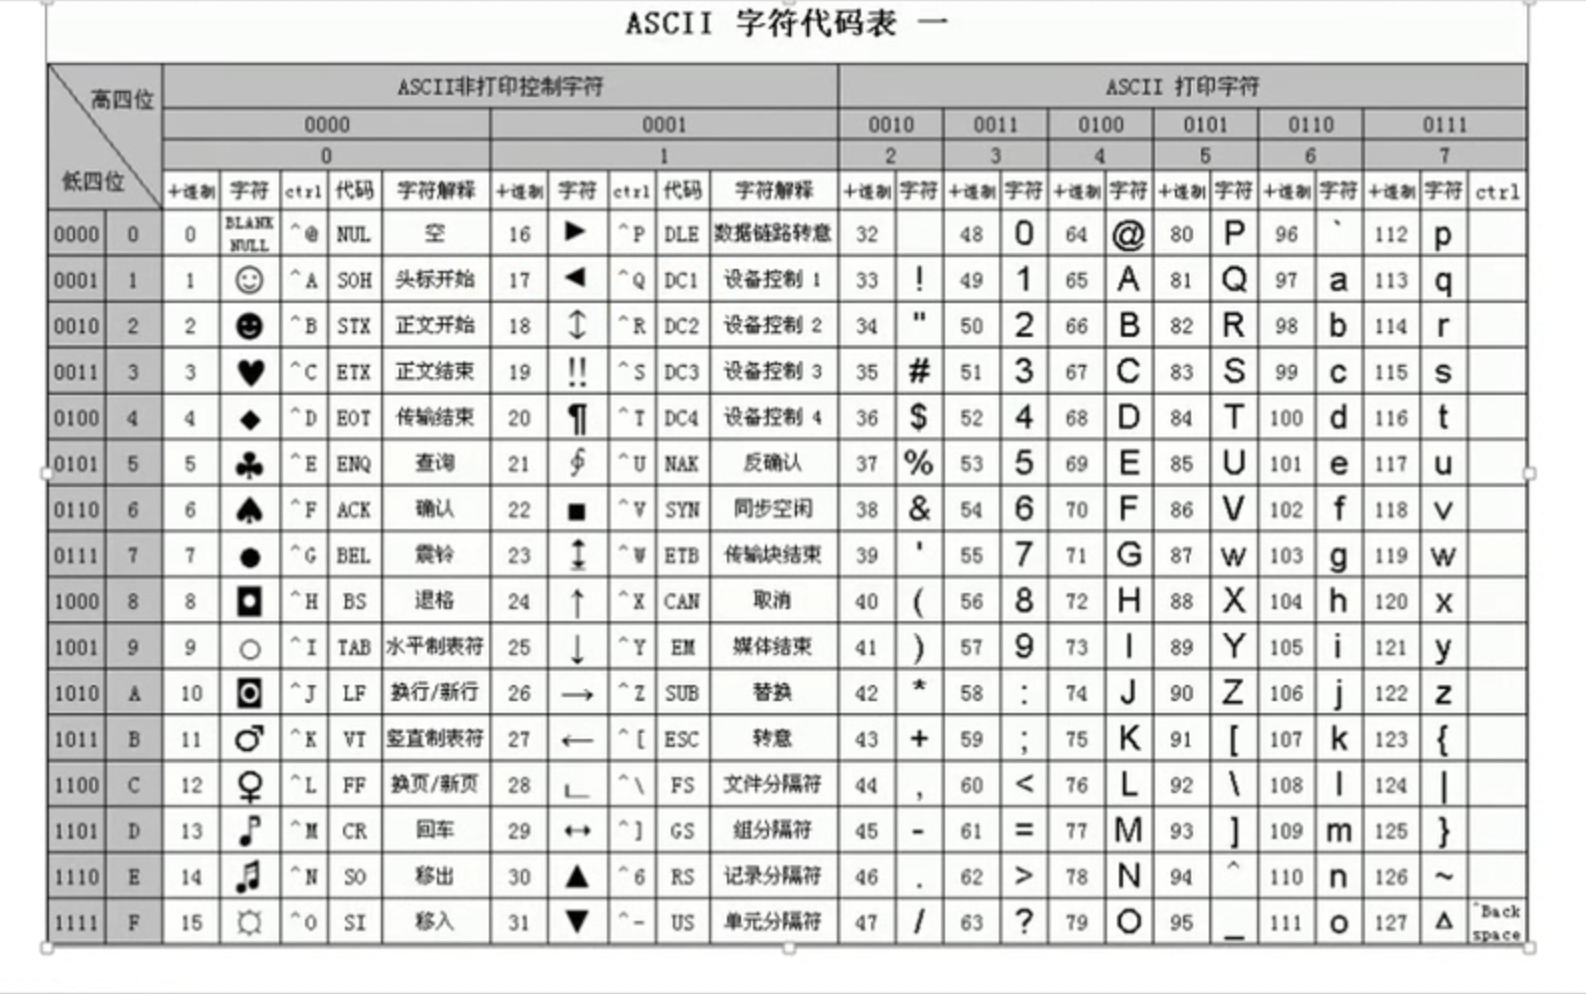 ASCII 字符代码表 一
高四位 ASCII非打印控制字符 ASCII 打印字符
0000 0001 0010 0011 0100 0101 0110 0111
0 1 2 3 4 5 6 7
低四位 十进制 字符 ctrl 代码 字符解释 十进制 字符 ctrl 代码 字符解释 十进制 字符 十进制 字符 十进制 字符 十进制 字符 十进制 字符 十进制 字符 ctrl
0000 0 0 BLANK NULL ^@ NUL 空 16 ► ^P DLE 数据链路转意 32 48 0 64 @ 80 P 96 ` 112 p
0001 1 1 ☺ ^A SOH 头标开始 17 ◄ ^Q DC1 设备控制 1 33 ! 49 1 65 A 81 Q 97 a 113 q
0010 2 2 ☻ ^B STX 正文开始 18 ↕ ^R DC2 设备控制 2 34 " 50 2 66 B 82 R 98 b 114 r
0011 3 3 ♥ ^C ETX 正文结束 19 ‼ ^S DC3 设备控制 3 35 # 51 3 67 C 83 S 99 c 115 s
0100 4 4 ♦ ^D EOT 传输结束 20 ¶ ^T DC4 设备控制 4 36 $ 52 4 68 D 84 T 100 d 116 t
0101 5 5 ♣ ^E ENQ 查询 21 ∮ ^U NAK 反确认 37 % 53 5 69 E 85 U 101 e 117 u
0110 6 6 ♠ ^F ACK 确认 22 ■ ^V SYN 同步空闲 38 & 54 6 70 F 86 V 102 f 118 v
0111 7 7 ● ^G BEL 震铃 23 ↨ ^W ETB 传输块结束 39 ' 55 7 71 G 87 w 103 g 119 w
1000 8 8 ◘ ^H BS 退格 24 ↑ ^X CAN 取消 40 ( 56 8 72 H 88 X 104 h 120 x
1001 9 9 ○ ^I TAB 水平制表符 25 ↓ ^Y EM 媒体结束 41 ) 57 9 73 I 89 Y 105 i 121 y
1010 A 10 ◙ ^J LF 换行/新行 26 → ^Z SUB 替换 42 * 58 : 74 J 90 Z 106 j 122 z
1011 B 11 ♂ ^K VT 竖直制表符 27 ← ^[ ESC 转意 43 + 59 ; 75 K 91 [ 107 k 123 {
1100 C 12 ♀ ^L FF 换页/新页 28 ∟ ^\ FS 文件分隔符 44 , 60 < 76 L 92 \ 108 l 124 |
1101 D 13 ♪ ^M CR 回车 29 ↔ ^] GS 组分隔符 45 - 61 = 77 M 93 ] 109 m 125 }
1110 E 14 ♫ ^N SO 移出 30 ▲ ^6 RS 记录分隔符 46 . 62 > 78 N 94 ^ 110 n 126 ~
1111 F 15 ☼ ^O SI 移入 31 ▼ ^- US 单元分隔符 47 / 63 ? 79 O 95 _ 111 o 127 Δ ^Back space